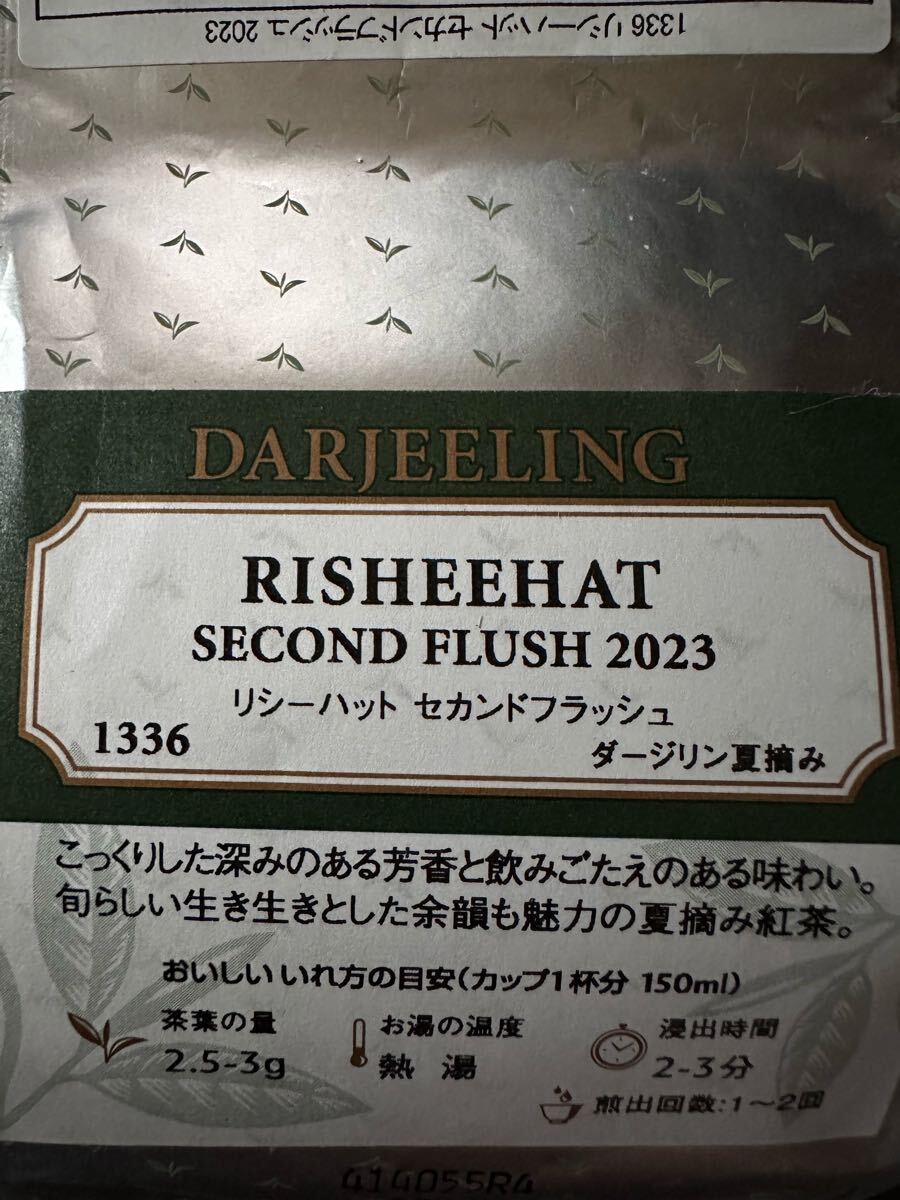 1336 リシーハット セカンドフラッシュ 2023
DARJEELING
RISHEEHAT
SECOND FLUSH 2023
リシーハット セカンドフラッシュ
1336
ダージリン夏摘み
こっくりした深みのある芳香と飲みごたえのある味わい。
旬らしい生き生きとした余韻も魅力の夏摘み紅茶。
おいしいいれ方の目安(カップ1杯分 150ml)
茶葉の量
2.5-3g
お湯の温度
熱 湯
浸出時間
2-3分
煎出回数:1〜2回
414055R4